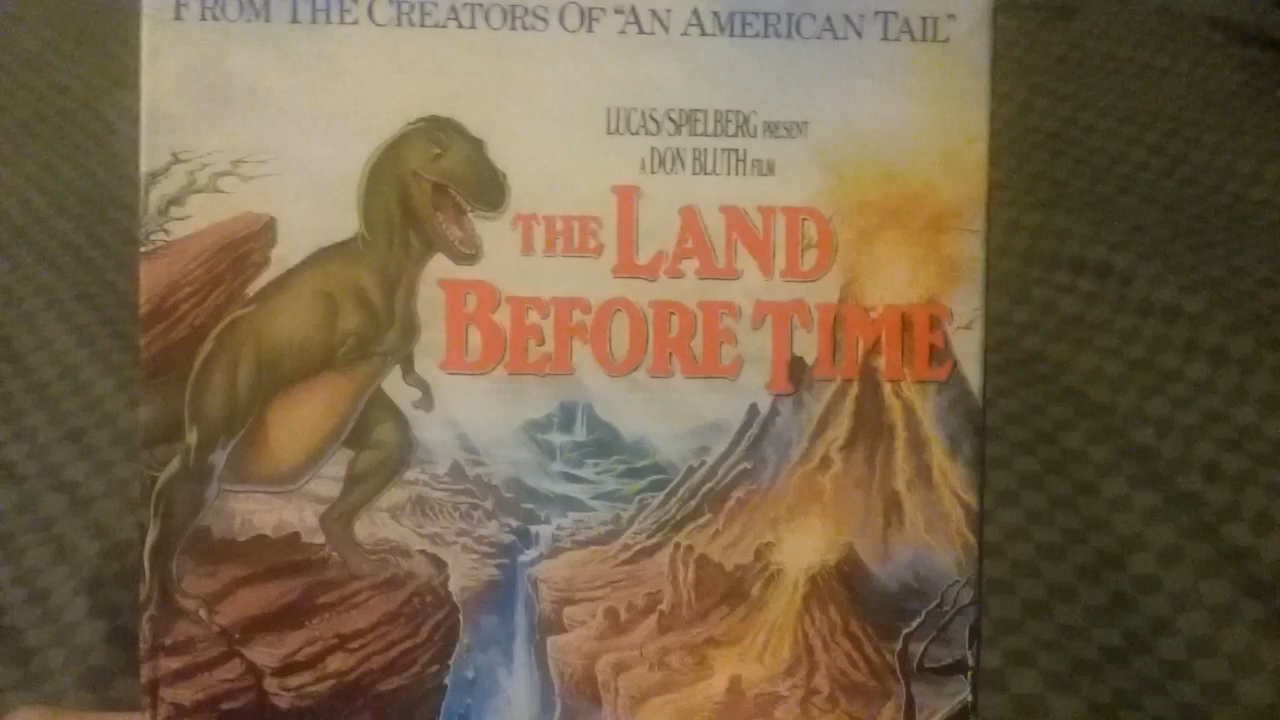 FROM THE CREATORS OF "AN AMERICAN TAIL"
LUCAS/SPIELBERG PRESENT
A DON BLUTH FILM
THE LAND
BEFORE TIME